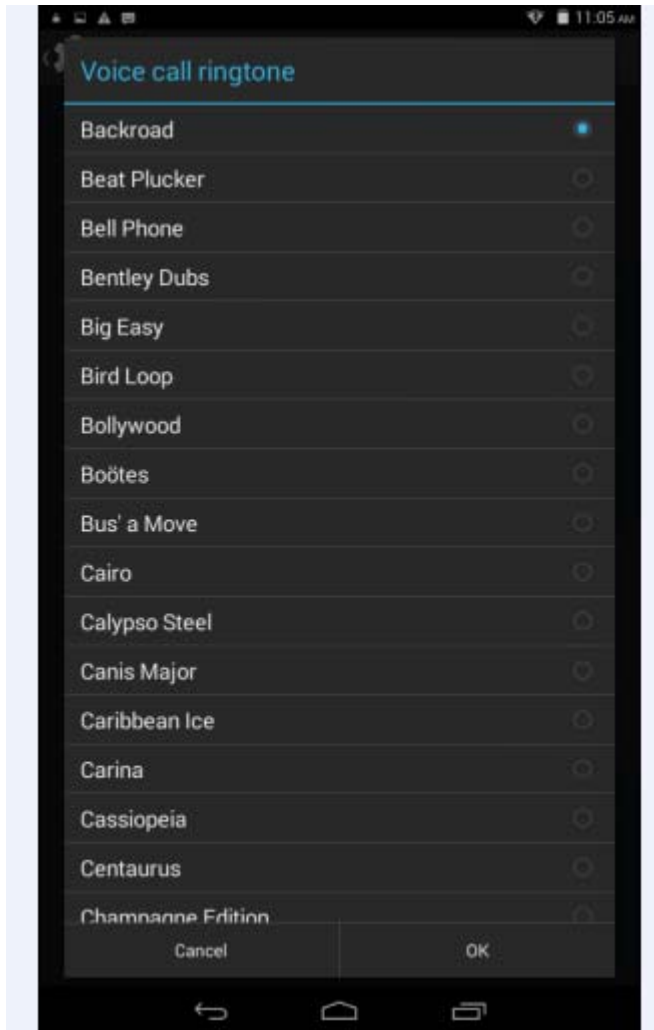 11:05 AM
Voice call ringtone
Backroad
Beat Plucker
Bell Phone
Bentley Dubs
Big Easy
Bird Loop
Bollywood
Boötes
Bus' a Move
Cairo
Calypso Steel
Canis Major
Caribbean Ice
Carina
Cassiopeia
Centaurus
Champagne Edition
Cancel
OK